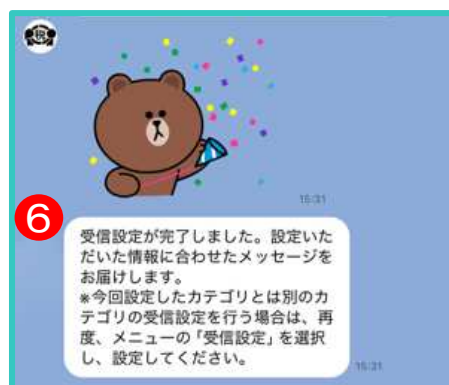 15:31
6
受信設定が完了しました。設定いた
だいた情報に合わせたメッセージを
お届けします。
※今回設定したカテゴリとは別のカ
テゴリの受信設定を行う場合は、再
度、メニューの「受信設定」を選択
し、設定してください。
15:31